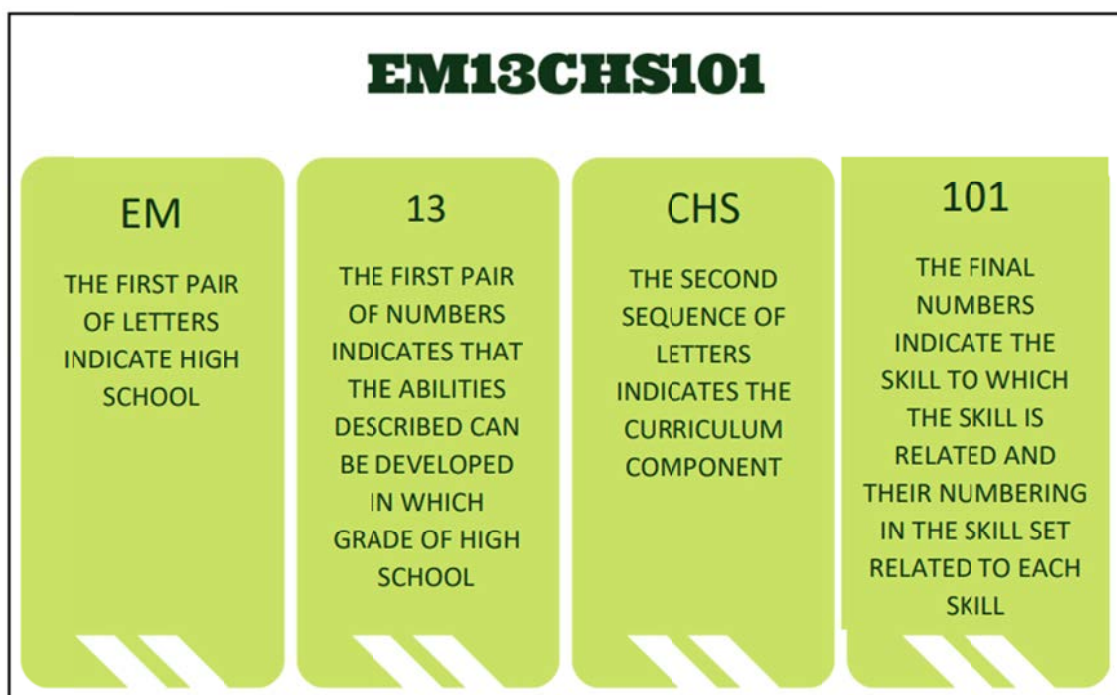 EM13CHS101
EM
THE FIRST PAIR
OF LETTERS
INDICATE HIGH
SCHOOL
13
THE FIRST PAIR
OF NUMBERS
INDICATES THAT
THE ABILITIES
DESCRIBED CAN
BE DEVELOPED
IN WHICH
GRADE OF HIGH
SCHOOL
CHS
THE SECOND
SEQUENCE OF
LETTERS
INDICATES THE
CURRICULUM
COMPONENT
101
THE FINAL
NUMBERS
INDICATE THE
SKILL TO WHICH
THE SKILL IS
RELATED AND
THEIR NUMBERING
IN THE SKILL SET
RELATED TO EACH
SKILL